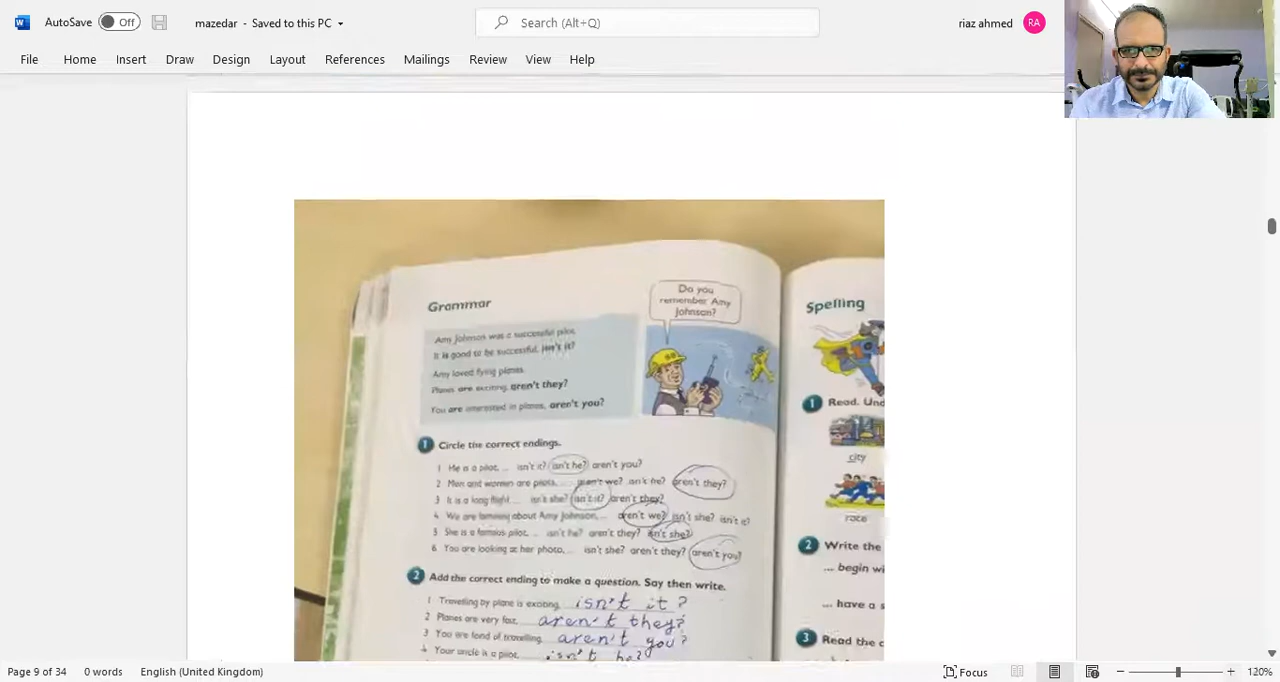 AutoSave Off mazedar - Saved to this PC Search (Alt+Q) riaz ahmed RA
File Home Insert Draw Design Layout References Mailings Review View Help
Grammar
Do you
remember Amy
Johnson?
Amy Johnson was a successful pilot.
It is good to be successful, isn't it?
Amy loved flying planes.
Planes are exciting, aren't they?
You are interested in planes, aren't you?
1 Circle the correct endings.
1 He is a pilot, ... isn't it? isn't he? aren't you?
2 Men and women are pilots, ... aren't we? isn't he? aren't they?
3 It is a long flight, ... isn't she? isn't it? aren't they?
4 We are learning about Amy Johnson, ... aren't we? isn't she? isn't it?
5 She is a famous pilot, ... isn't he? aren't they? isn't she?
6 You are looking at her photo, ... isn't she? aren't they? aren't you?
2 Add the correct ending to make a question. Say then write.
1 Travelling by plane is exciting, isn't it?
2 Planes are very fast, aren't they?
3 You are fond of travelling, aren't you?
4 Your uncle is a pilot, isn't he?
Spelling
1 Read. Und
city
race
2 Write the
... begin wi
... have a s
3 Read the c
Page 9 of 34 0 words English (United Kingdom) Focus 120%